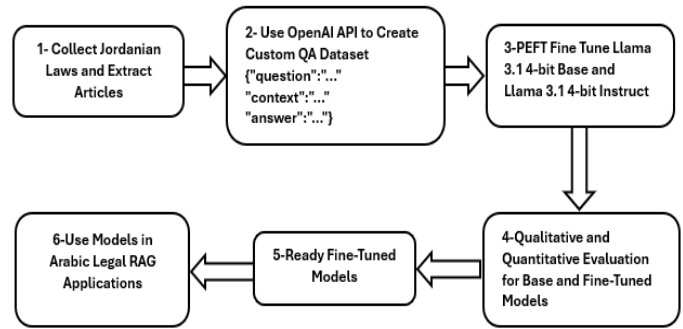 1- Collect Jordanian
Laws and Extract
Articles
2- Use OpenAI API to Create
Custom QA Dataset
{"question":"..."
"context":"..."
"answer":"..."}
3-PEFT Fine Tune Llama
3.1 4-bit Base and
Llama 3.1 4-bit Instruct
4-Qualitative and
Quantitative Evaluation
for Base and Fine-Tuned
Models
5-Ready Fine-Tuned
Models
6-Use Models in
Arabic Legal RAG
Applications